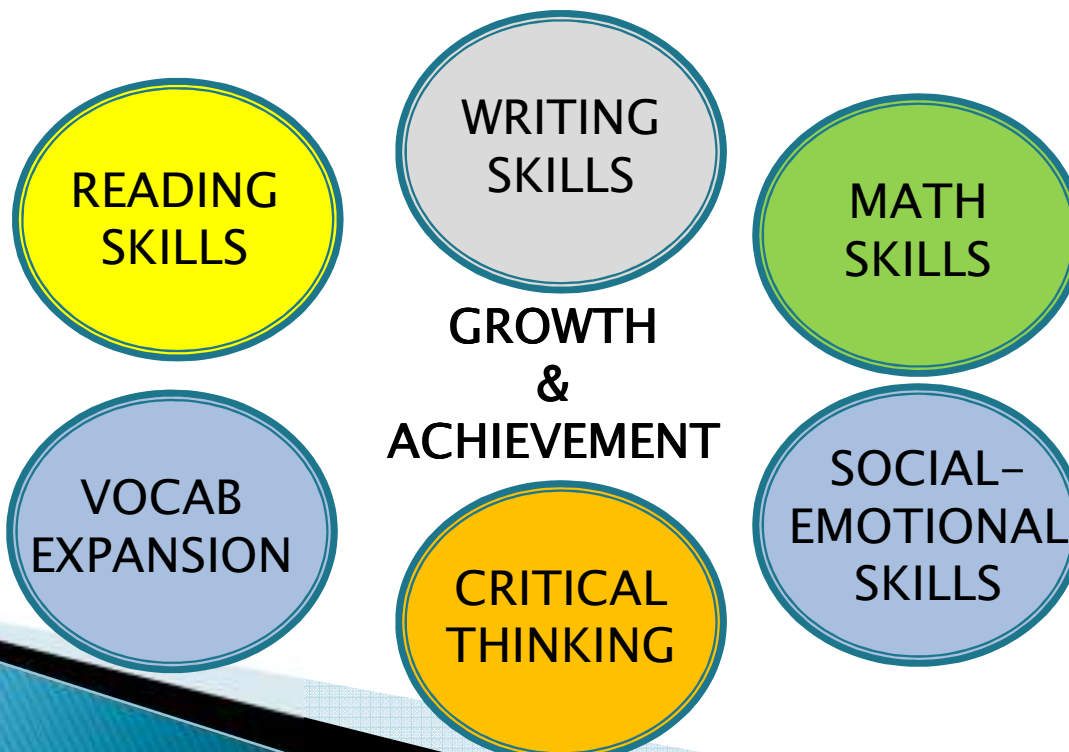 READING
SKILLS
WRITING
SKILLS
MATH
SKILLS
GROWTH
&
ACHIEVEMENT
VOCAB
EXPANSION
CRITICAL
THINKING
SOCIAL-
EMOTIONAL
SKILLS